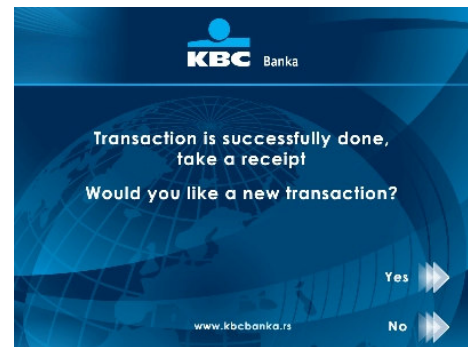 KBC Banka
Transaction is successfully done,
take a receipt
Would you like a new transaction?
Yes
www.kbcbanka.rs
No